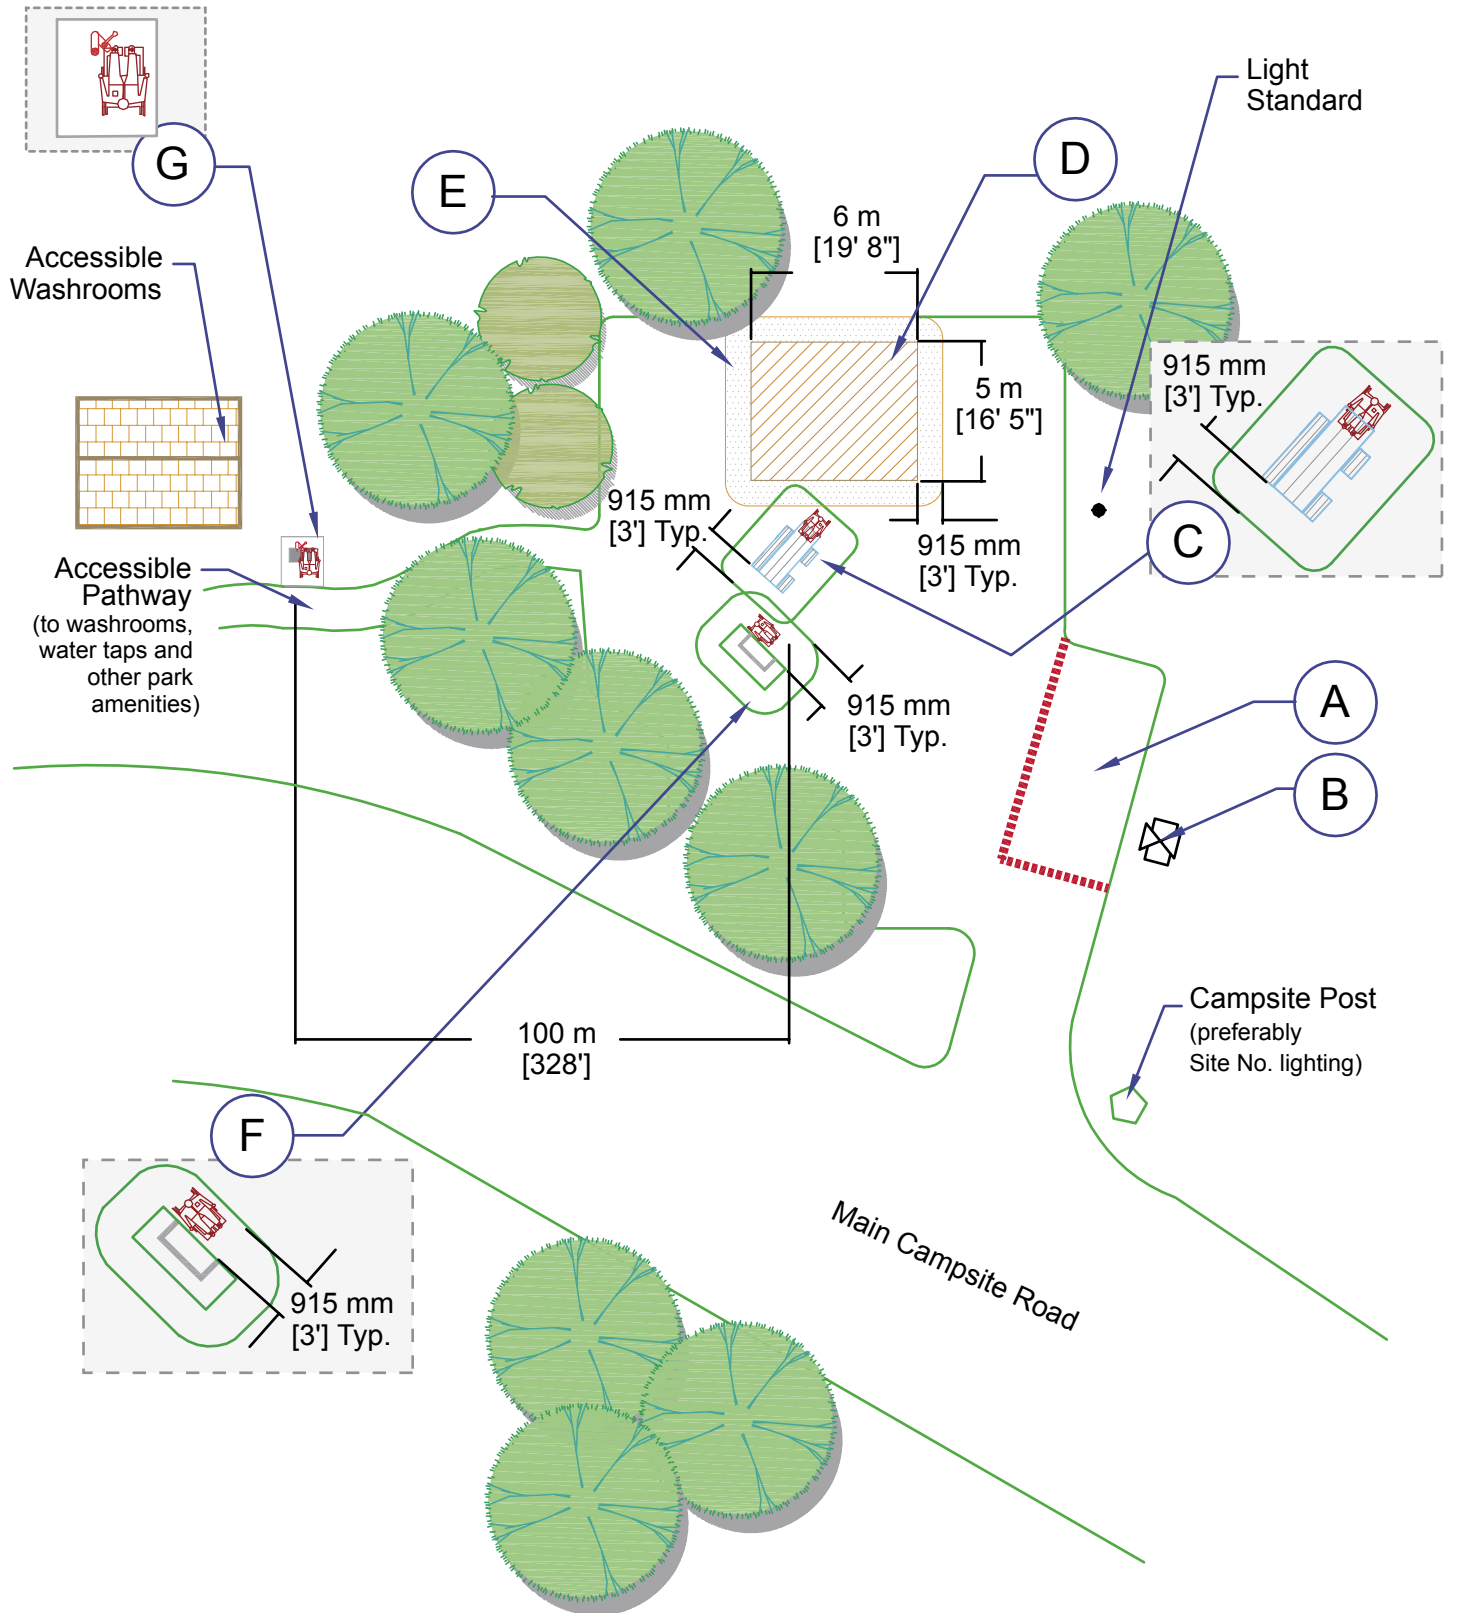 Light
Standard
G
E
D
6 m
[19' 8"]
Accessible
Washrooms
915 mm
[3'] Typ.
5 m
[16' 5"]
915 mm
[3'] Typ.
915 mm
[3'] Typ.
C
Accessible
Pathway
(to washrooms,
water taps and
other park
amenities)
A
915 mm
[3'] Typ.
B
Campsite Post
(preferably
Site No. lighting)
100 m
[328']
F
Main Campsite Road
915 mm
[3'] Typ.